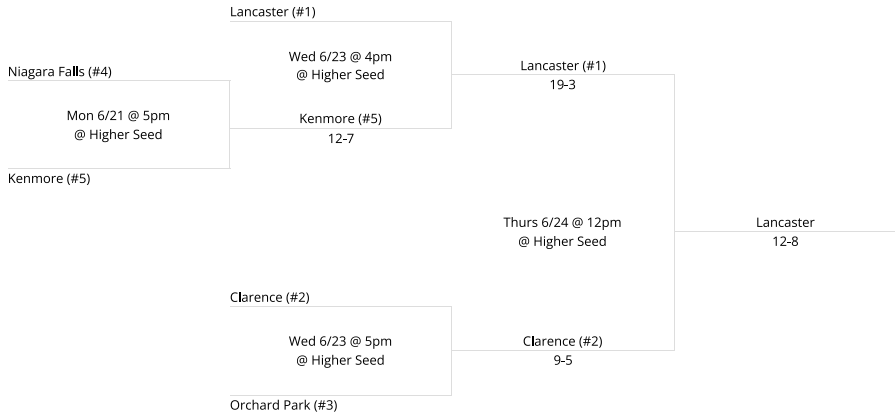 Lancaster (#1)
Wed 6/23 @ 4pm
@ Higher Seed
Niagara Falls (#4)
Mon 6/21 @ 5pm
@ Higher Seed
Kenmore (#5)
Kenmore (#5)
12-7
Lancaster (#1)
19-3
Thurs 6/24 @ 12pm
@ Higher Seed
Lancaster
12-8
Clarence (#2)
Wed 6/23 @ 5pm
@ Higher Seed
Orchard Park (#3)
Clarence (#2)
9-5